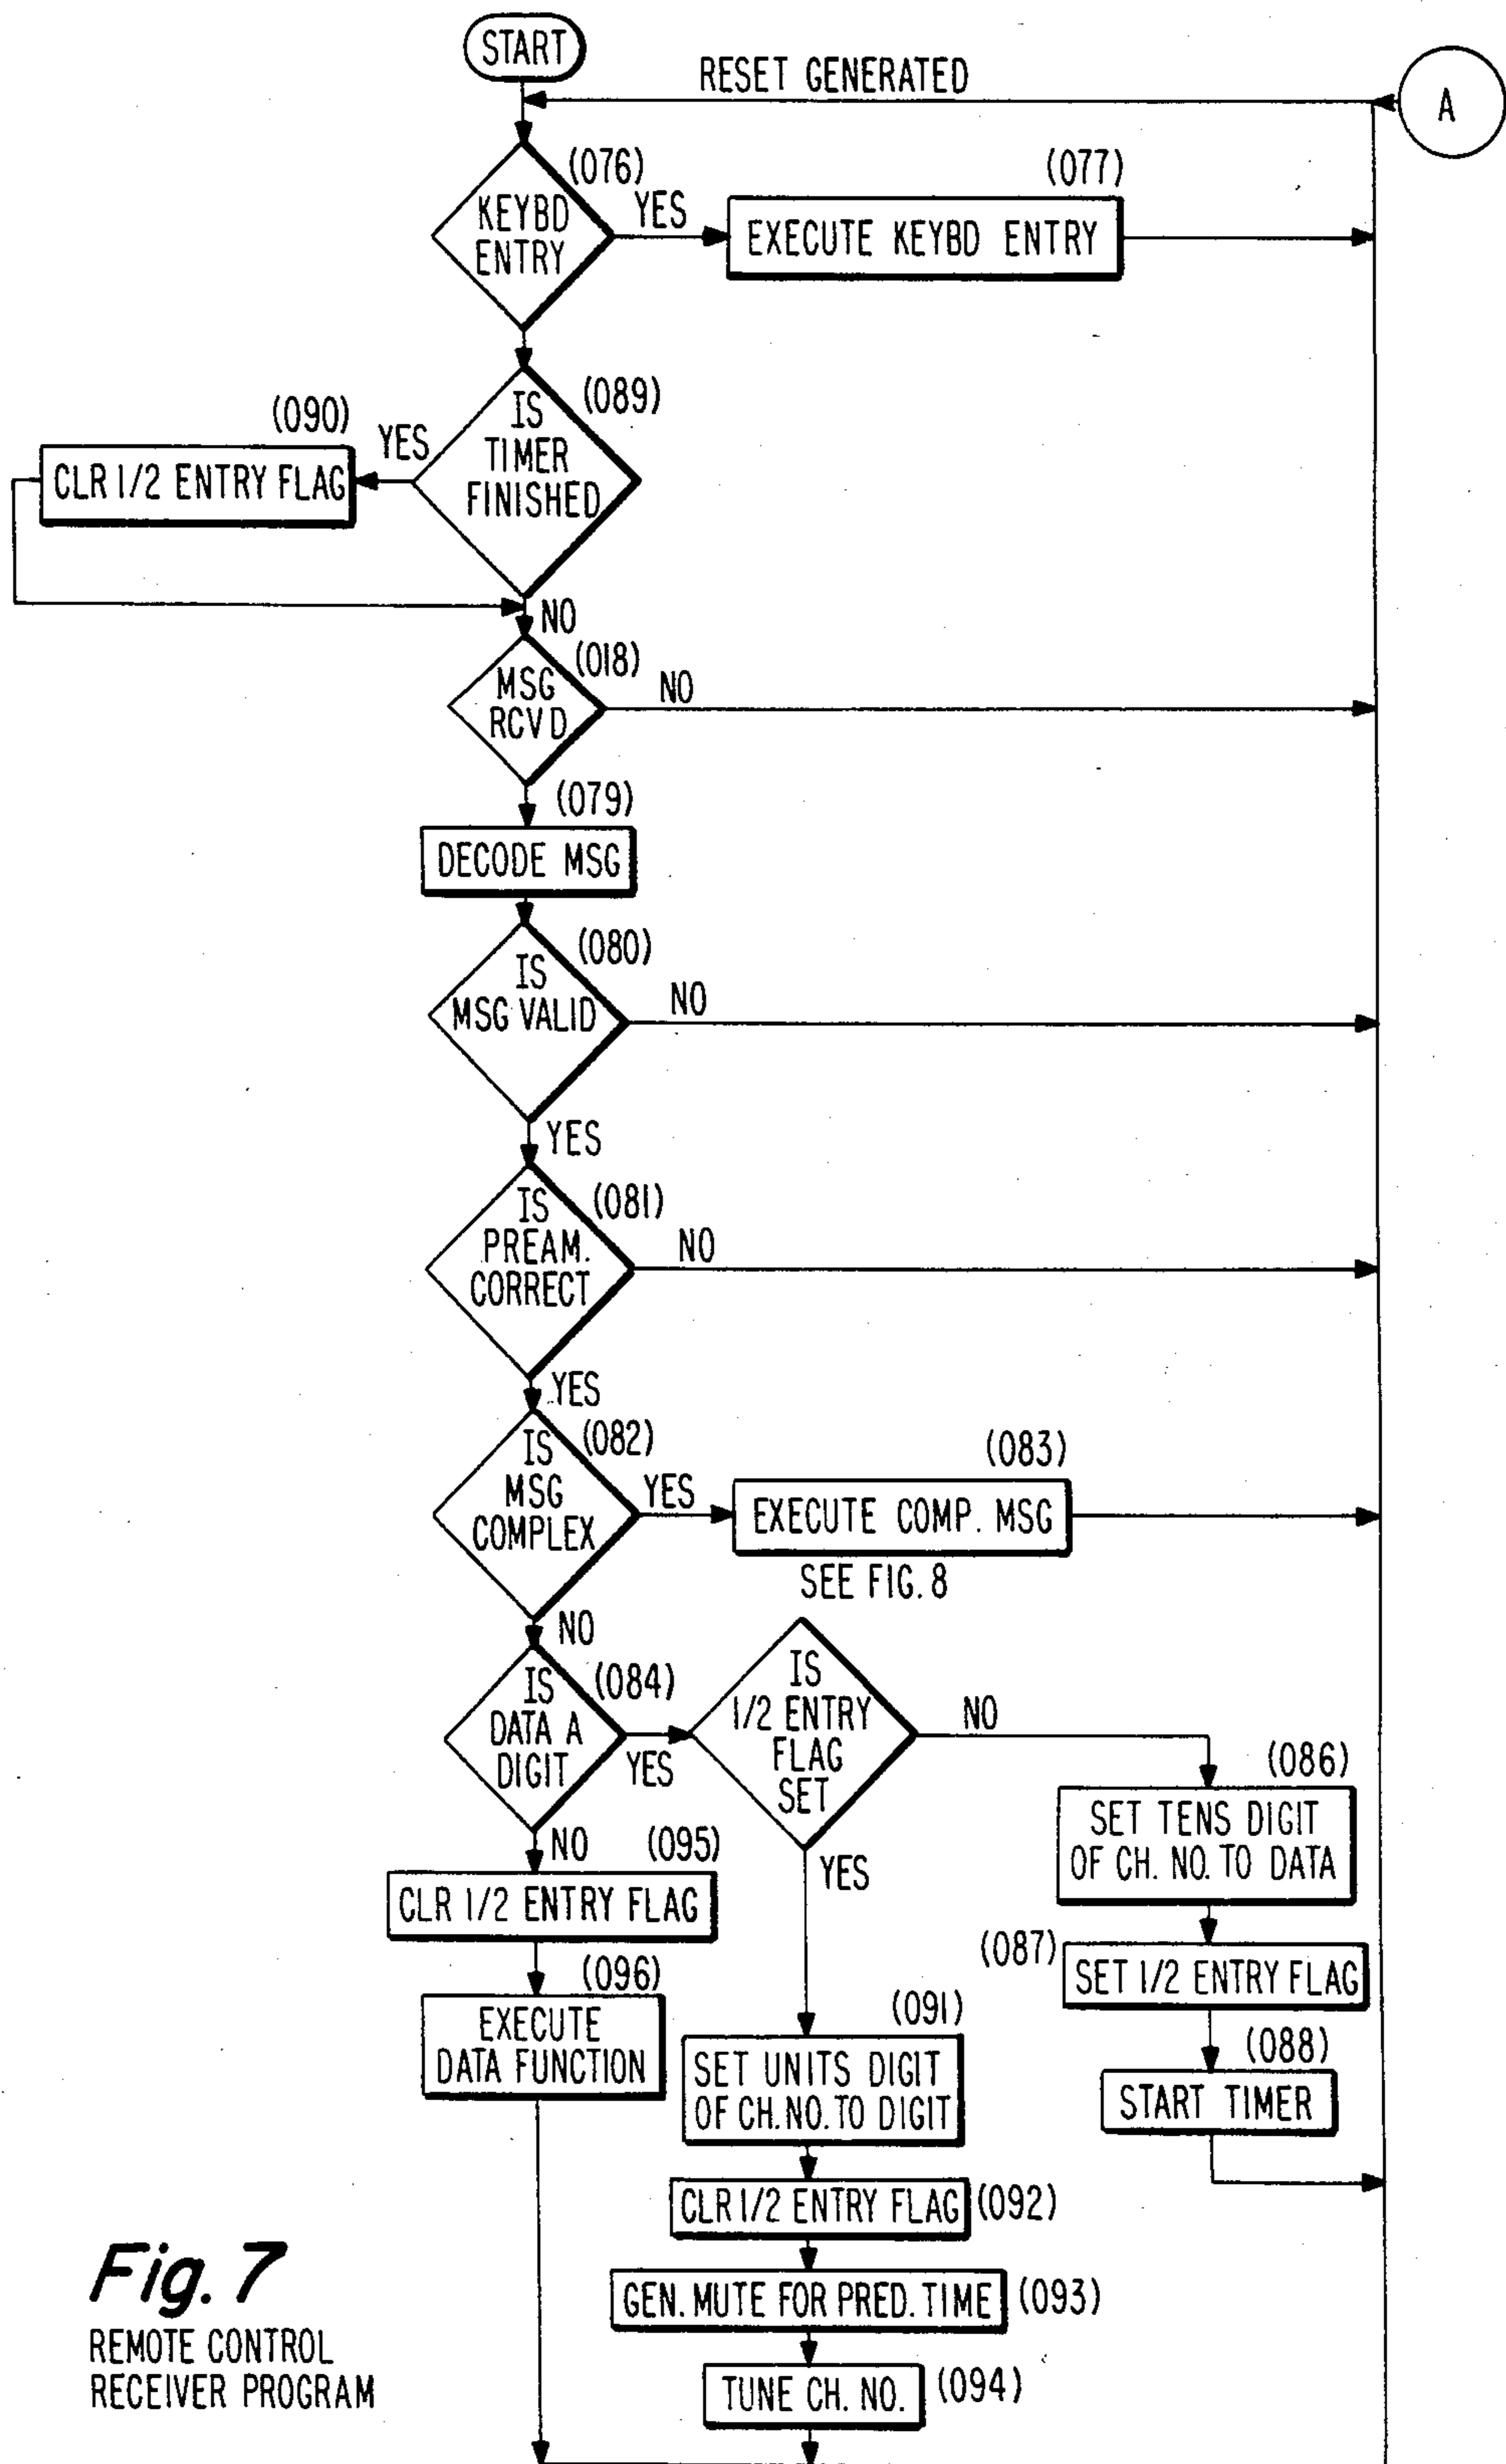 START
RESET GENERATED
A
(076)
KEYBD
ENTRY
YES
(077)
EXECUTE KEYBD ENTRY
(089)
IS
TIMER
FINISHED
YES
(090)
CLR 1/2 ENTRY FLAG
NO
(018)
MSG
RCVD
NO
(079)
DECODE MSG
(080)
IS
MSG VALID
NO
YES
(081)
IS
PREAM.
CORRECT
NO
YES
(082)
IS
MSG
COMPLEX
YES
(083)
EXECUTE COMP. MSG
SEE FIG. 8
NO
(084)
IS
DATA A
DIGIT
YES
IS
1/2 ENTRY
FLAG
SET
NO
(086)
SET TENS DIGIT
OF CH. NO. TO DATA
(087)
SET 1/2 ENTRY FLAG
(088)
START TIMER
YES
NO
(095)
CLR 1/2 ENTRY FLAG
(096)
EXECUTE
DATA FUNCTION
(091)
SET UNITS DIGIT
OF CH. NO. TO DIGIT
CLR 1/2 ENTRY FLAG
(092)
GEN. MUTE FOR PRED. TIME
(093)
TUNE CH. NO.
(094)
Fig. 7
REMOTE CONTROL
RECEIVER PROGRAM